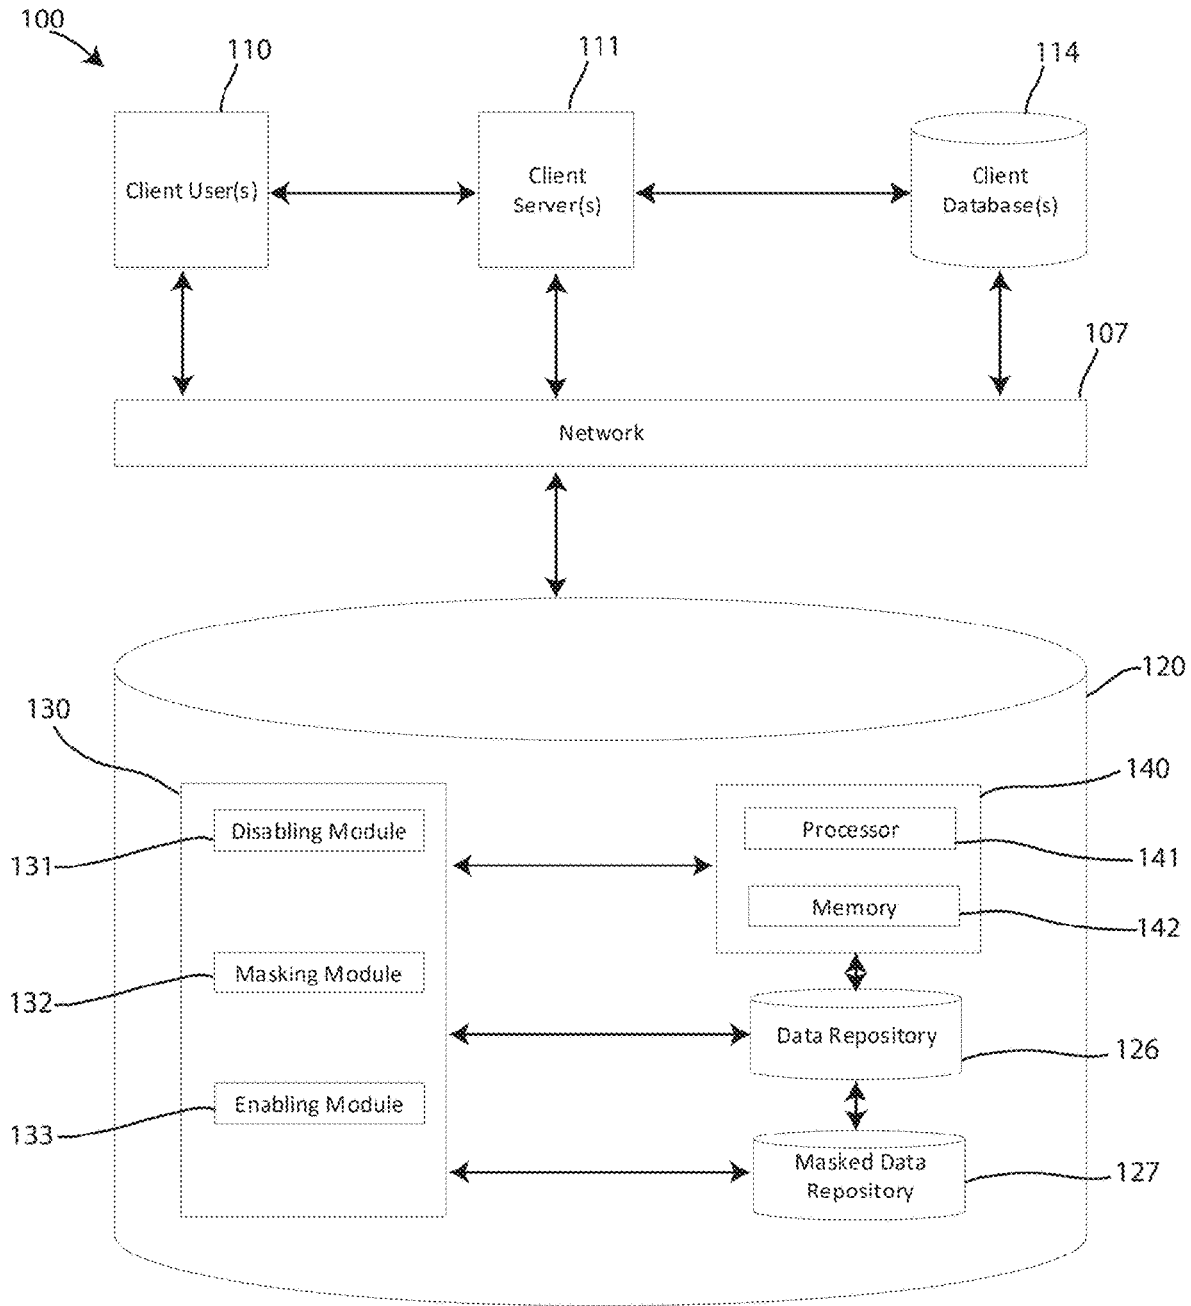 100
110
111
114
Client User(s)
Client
Server(s)
Client
Database(s)
107
Network
120
130
140
Disabling Module
Processor
131
141
Memory
142
Masking Module
132
Data Repository
126
Enabling Module
133
Masked Data
Repository
127